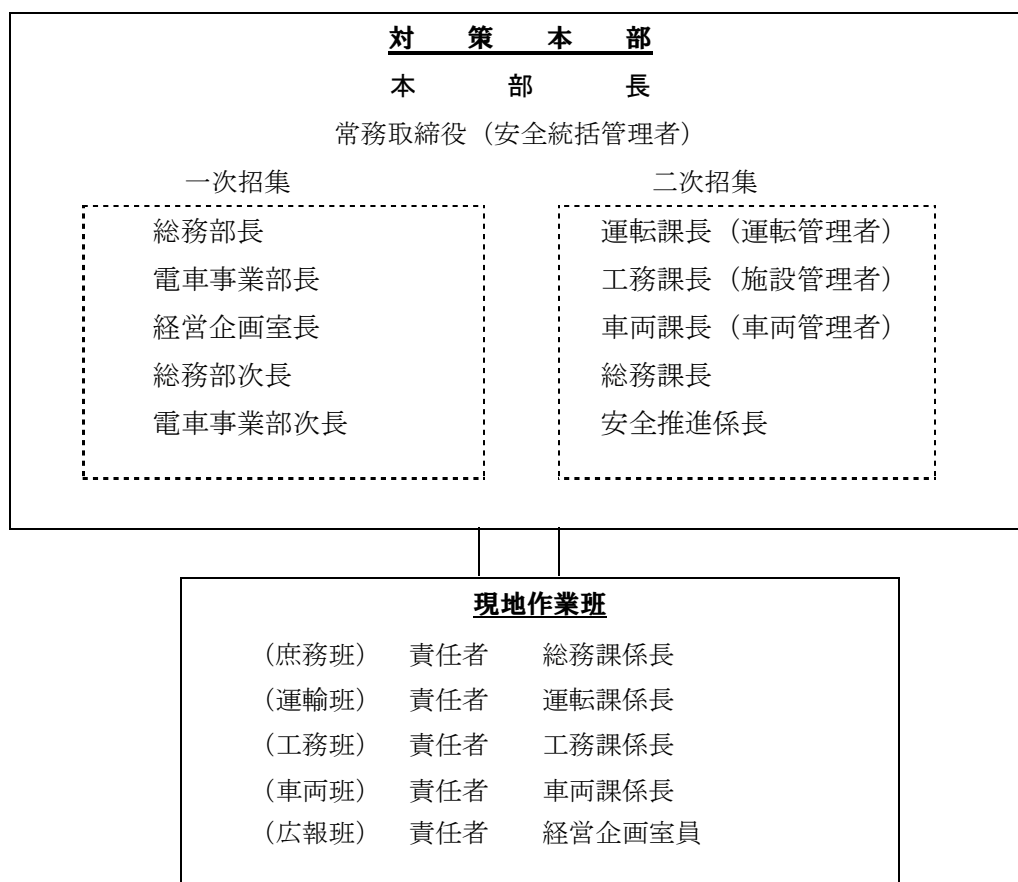 対策本部
本部長
常務取締役（安全統括管理者）
一次招集
総務部長
電車事業部長
経営企画室長
総務部次長
電車事業部次長
二次招集
運転課長（運転管理者）
工務課長（施設管理者）
車両課長（車両管理者）
総務課長
安全推進係長
現地作業班
（庶務班） 責任者 総務課係長
（運輸班） 責任者 運転課係長
（工務班） 責任者 工務課係長
（車両班） 責任者 車両課係長
（広報班） 責任者 経営企画室員